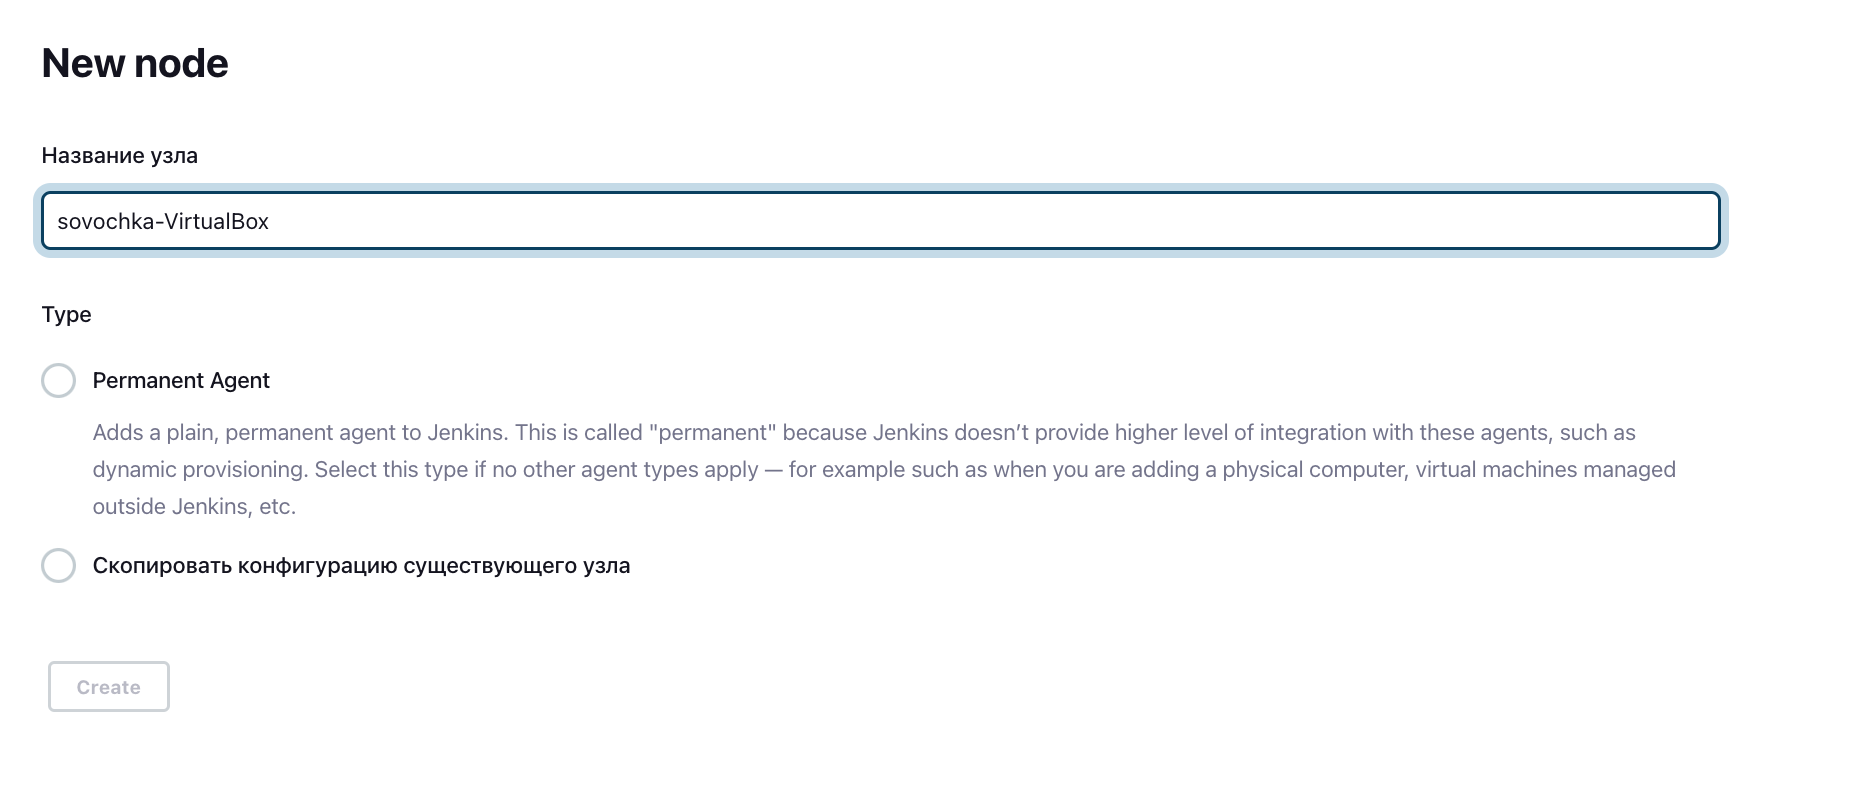 New node
Название узла
sovochka-VirtualBox
Type
Permanent Agent
Adds a plain, permanent agent to Jenkins. This is called "permanent" because Jenkins doesn’t provide higher level of integration with these agents, such as
dynamic provisioning. Select this type if no other agent types apply — for example such as when you are adding a physical computer, virtual machines managed
outside Jenkins, etc.
Скопировать конфигурацию существующего узла
Create